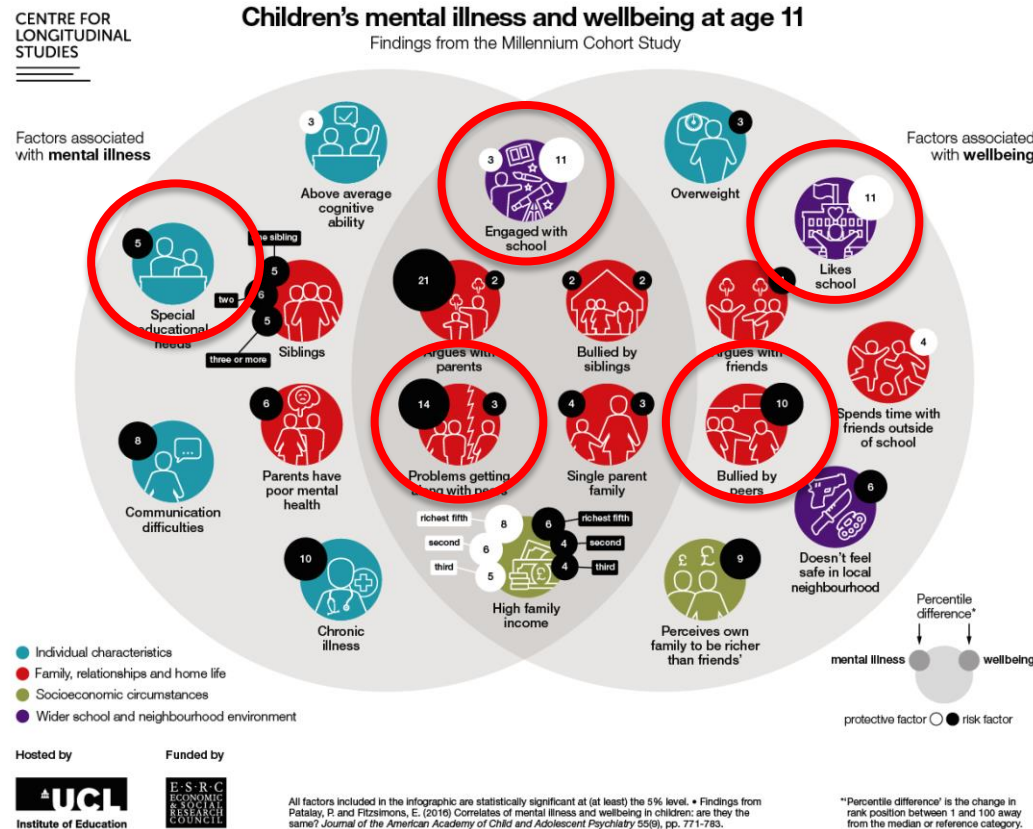 CENTRE FOR
LONGITUDINAL
STUDIES
Children's mental illness and wellbeing at age 11
Findings from the Millennium Cohort Study
Factors associated
with mental illness
Factors associated
with wellbeing
3
Above average
cognitive
ability
3
11
Engaged with
school
3
Overweight
11
Likes
school
5
Special
educational
needs
one sibling
5
two
6
5
three or more
Siblings
21
2
Argues with
parents
2
Bullied by
siblings
Argues with
friends
4
Spends time with
friends outside
of school
8
Communication
difficulties
6
Parents have
poor mental
health
14
3
Problems getting
along with peers
4
3
Single parent
family
10
Bullied by
peers
6
Doesn't feel
safe in local
neighbourhood
10
Chronic
illness
richest fifth
8
6
richest fifth
second
6
4
second
third
5
4
third
£
High family
income
£ £
9
Perceives own
family to be richer
than friends'
Percentile
difference*
mental illness
wellbeing
protective factor
risk factor
Individual characteristics
Family, relationships and home life
Socioeconomic circumstances
Wider school and neighbourhood environment
Hosted by
Funded by
UCL
Institute of Education
E·S·R·C
ECONOMIC
& SOCIAL
RESEARCH
COUNCIL
All factors included in the infographic are statistically significant at (at least) the 5% level. • Findings from
Patalay, P. and Fitzsimons, E. (2016) Correlates of mental illness and wellbeing in children: are they the
same? Journal of the American Academy of Child and Adolescent Psychiatry 55(9), pp. 771-783.
*'Percentile difference' is the change in
rank position between 1 and 100 away
from the median or reference category.